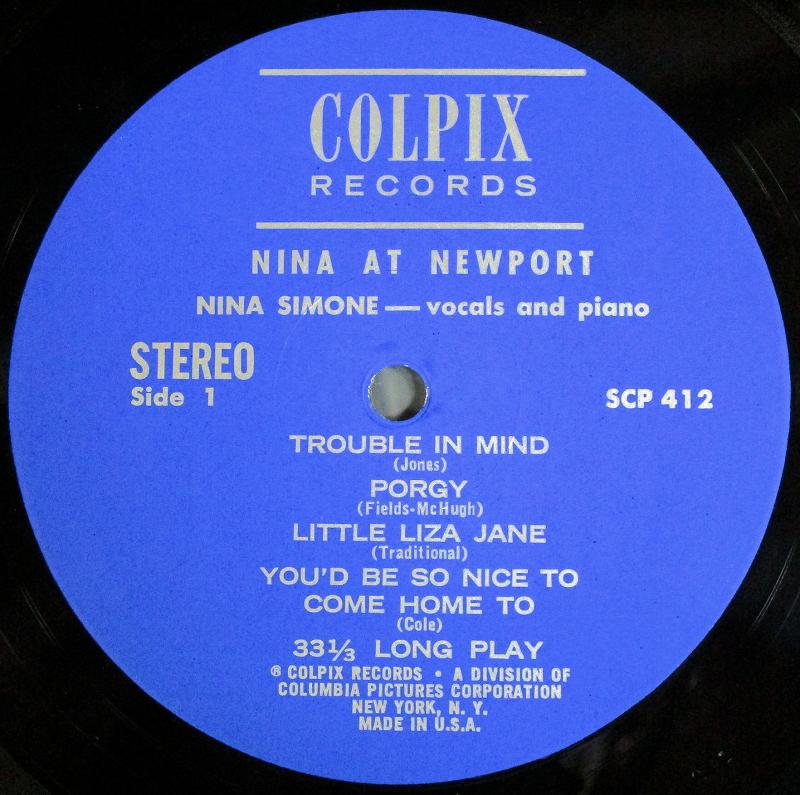 COLPIX
RECORDS
NINA AT NEWPORT
NINA SIMONE — vocals and piano
STEREO
Side 1
SCP 412
TROUBLE IN MIND
(Jones)
PORGY
(Fields-McHugh)
LITTLE LIZA JANE
(Traditional)
YOU'D BE SO NICE TO
COME HOME TO
(Cole)
33⅓ LONG PLAY
® COLPIX RECORDS • A DIVISION OF
COLUMBIA PICTURES CORPORATION
NEW YORK, N. Y.
MADE IN U.S.A.